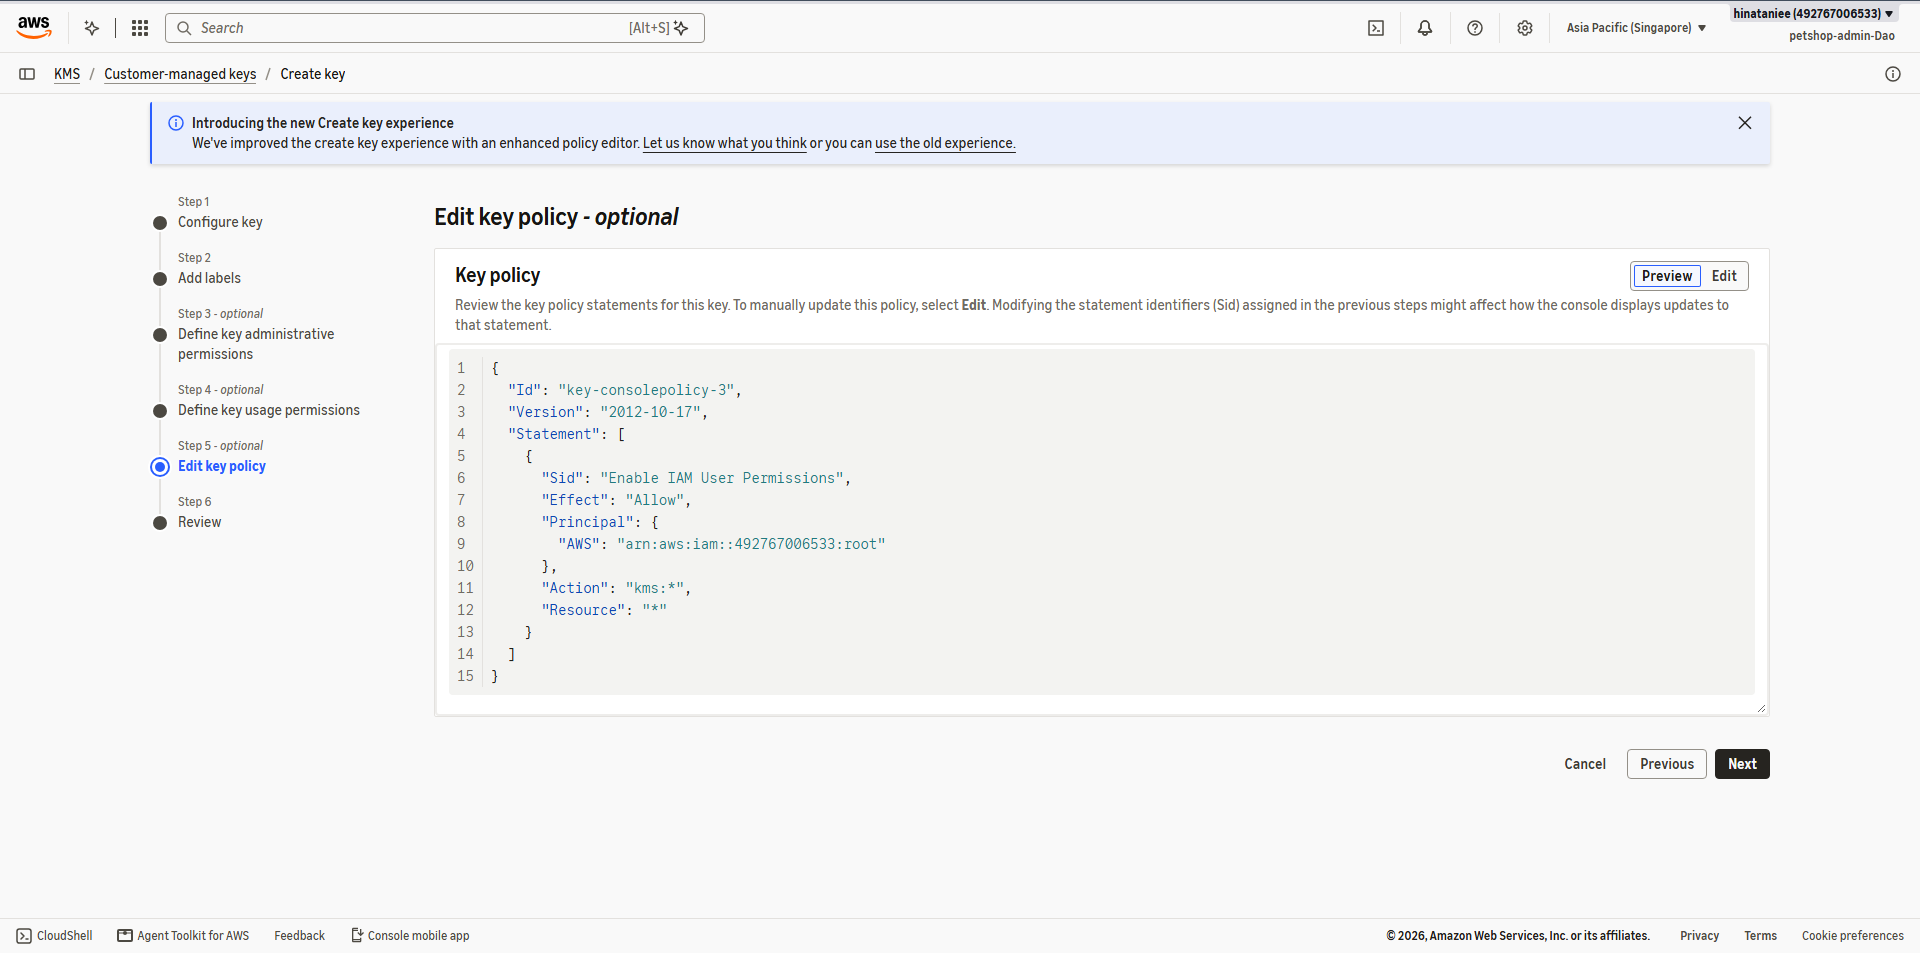 aws
Search
[Alt+S]
Asia Pacific (Singapore)
hinataniee (492767006533)
petshop-admin-Dao
KMS / Customer-managed keys / Create key
Introducing the new Create key experience
We've improved the create key experience with an enhanced policy editor. Let us know what you think or you can use the old experience.
Step 1
Configure key
Step 2
Add labels
Step 3 - optional
Define key administrative
permissions
Step 4 - optional
Define key usage permissions
Step 5 - optional
Edit key policy
Step 6
Review
Edit key policy - optional
Key policy
Preview
Edit
Review the key policy statements for this key. To manually update this policy, select Edit. Modifying the statement identifiers (Sid) assigned in the previous steps might affect how the console displays updates to
that statement.
1 {
2 "Id": "key-consolepolicy-3",
3 "Version": "2012-10-17",
4 "Statement": [
5 {
6 "Sid": "Enable IAM User Permissions",
7 "Effect": "Allow",
8 "Principal": {
9 "AWS": "arn:aws:iam::492767006533:root"
10 },
11 "Action": "kms:*",
12 "Resource": "*"
13 }
14 ]
15 }
Cancel
Previous
Next
CloudShell
Agent Toolkit for AWS
Feedback
Console mobile app
© 2026, Amazon Web Services, Inc. or its affiliates.
Privacy
Terms
Cookie preferences